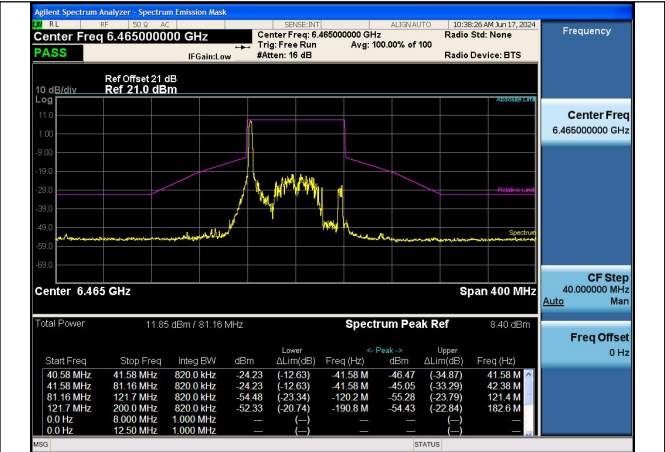 Agilent Spectrum Analyzer - Spectrum Emission Mask
RL RF 50 Ω AC SENSE:INT ALIGN AUTO 10:38:26 AM Jun 17, 2024
Center Freq 6.465000000 GHz
Center Freq: 6.465000000 GHz Radio Std: None
Trig: Free Run Avg: 100.00% of 100
PASS IFGain:Low #Atten: 16 dB Radio Device: BTS
Frequency
Ref Offset 21 dB
10 dB/div Ref 21.0 dBm
Log
Absolute Limit
11.0
1.00
-9.00
-19.0
-29.0
Relative Limit
-39.0
-49.0
Spectrum
-59.0
-69.0
Center 6.465 GHz Span 400 MHz
Center Freq
6.465000000 GHz
CF Step
40.000000 MHz
Auto Man
Freq Offset
0 Hz
Total Power 11.85 dBm / 81.16 MHz Spectrum Peak Ref 8.40 dBm
Lower <- Peak -> Upper
Start Freq Stop Freq Integ BW dBm ΔLim(dB) Freq (Hz) dBm ΔLim(dB) Freq (Hz)
40.58 MHz 41.58 MHz 820.0 kHz -24.23 (-12.63) -41.58 M -46.47 (-34.87) 41.58 M
41.58 MHz 81.16 MHz 820.0 kHz -24.23 (-12.63) -41.58 M -45.05 (-33.29) 42.38 M
81.16 MHz 121.7 MHz 820.0 kHz -54.48 (-23.34) -120.2 M -55.28 (-23.79) 121.4 M
121.7 MHz 200.0 MHz 820.0 kHz -52.33 (-20.74) -190.8 M -54.43 (-22.84) 182.6 M
0.0 Hz 8.000 MHz 1.000 MHz --- (---) --- (---)
0.0 Hz 12.50 MHz 1.000 MHz --- (---) --- (---)
MSG STATUS